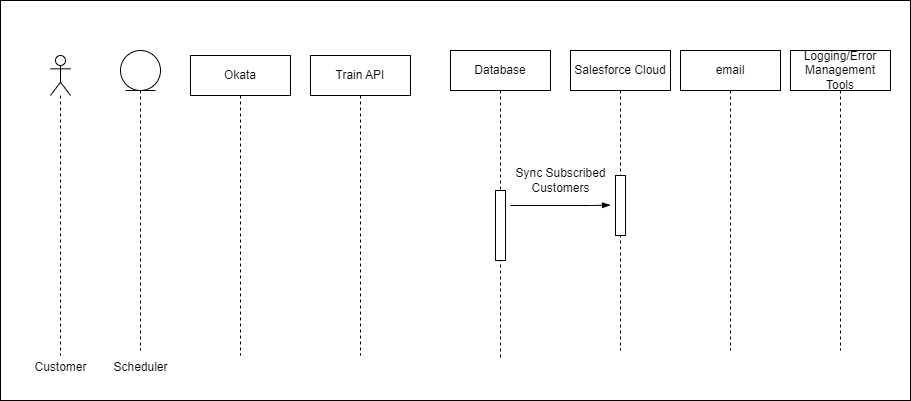 Okata
Train API
Database
Salesforce Cloud
email
Logging/Error
Management
Tools
Sync Subscribed
Customers
Customer
Scheduler